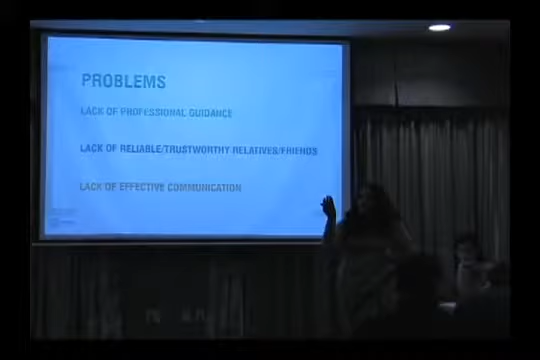 PROBLEMS
LACK OF PROFESSIONAL GUIDANCE
LACK OF RELIABLE/TRUSTWORTHY RELATIVES/FRIENDS
LACK OF EFFECTIVE COMMUNICATION